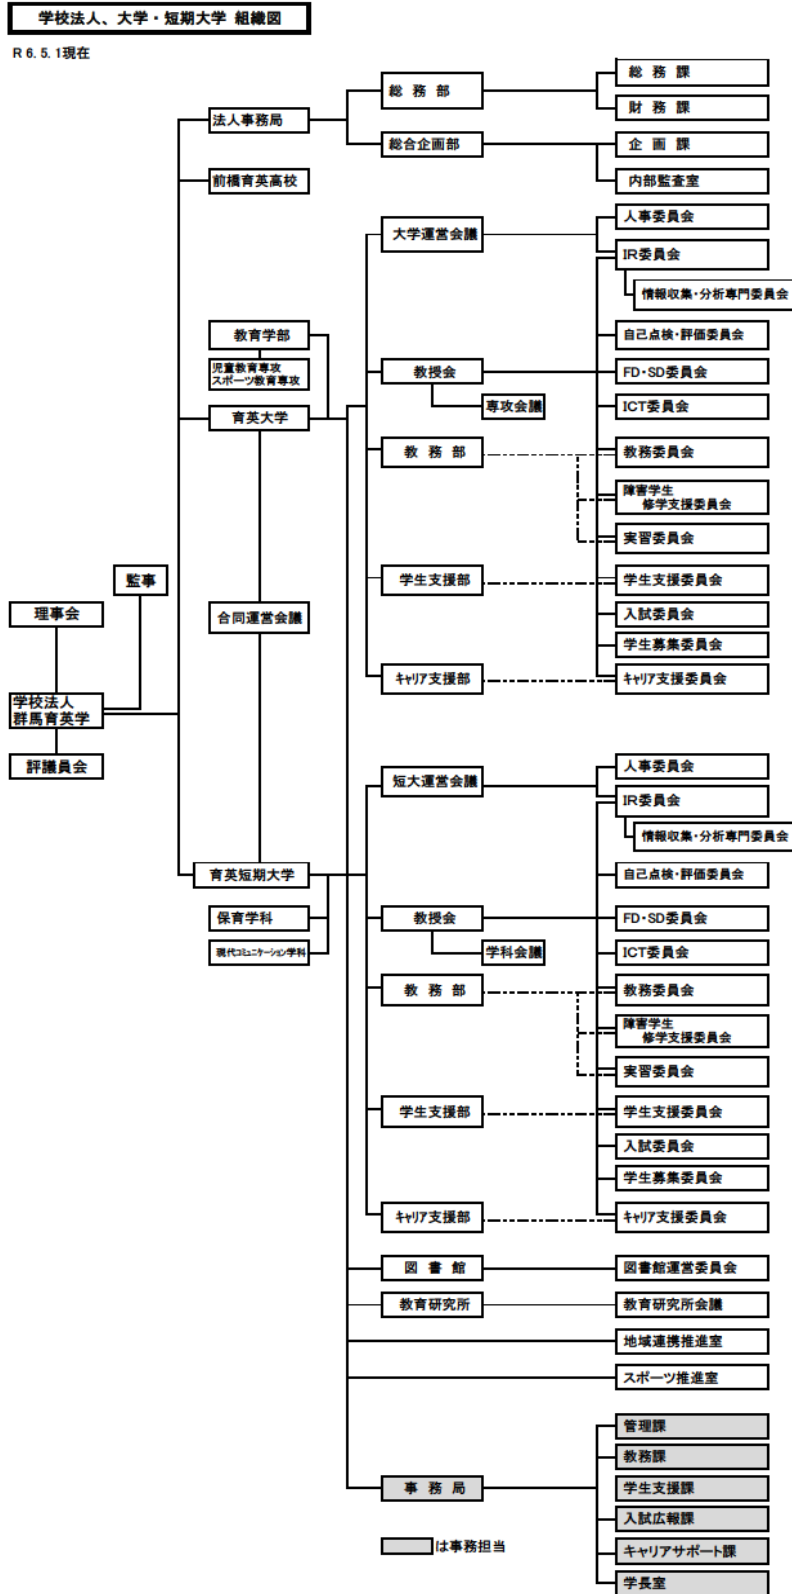 学校法人、大学・短期大学 組織図
R 6. 5. 1現在
総 務 課
総 務 部
財 務 課
法人事務局
総合企画部
企 画 課
前橋育英高校
内部監査室
人事委員会
大学運営会議
IR委員会
情報収集・分析専門委員会
教育学部
自己点検・評価委員会
児童教育専攻
スポーツ教育専攻
教授会
FD・SD委員会
専攻会議
ICT委員会
育英大学
教 務 部
教務委員会
障害学生
修学支援委員会
実習委員会
監事
学生支援部
学生支援委員会
理事会
合同運営会議
入試委員会
学生募集委員会
キャリア支援部
キャリア支援委員会
学校法人
群馬育英学
評議員会
人事委員会
短大運営会議
IR委員会
情報収集・分析専門委員会
育英短期大学
自己点検・評価委員会
保育学科
教授会
FD・SD委員会
現代コミュニケーション学科
学科会議
ICT委員会
教 務 部
教務委員会
障害学生
修学支援委員会
実習委員会
学生支援部
学生支援委員会
入試委員会
学生募集委員会
キャリア支援部
キャリア支援委員会
図 書 館
図書館運営委員会
教育研究所
教育研究所会議
地域連携推進室
スポーツ推進室
管理課
教務課
事 務 局
学生支援課
入試広報課
は事務担当
キャリアサポート課
学長室